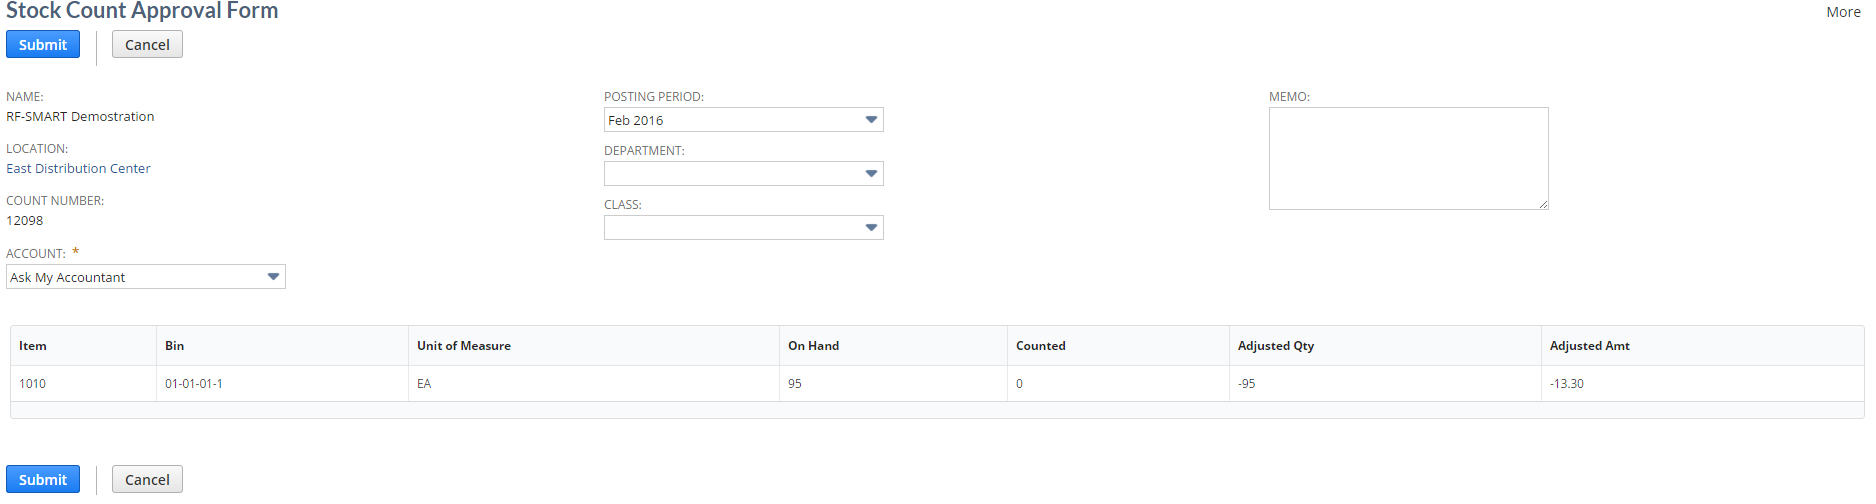 Stock Count Approval Form
More
Submit
Cancel
NAME:
RF-SMART Demostration
LOCATION:
East Distribution Center
COUNT NUMBER:
12098
ACCOUNT: *
Ask My Accountant
POSTING PERIOD:
Feb 2016
DEPARTMENT:
CLASS:
MEMO:
Item Bin Unit of Measure On Hand Counted Adjusted Qty Adjusted Amt
1010 01-01-01-1 EA 95 0 -95 -13.30
Submit
Cancel